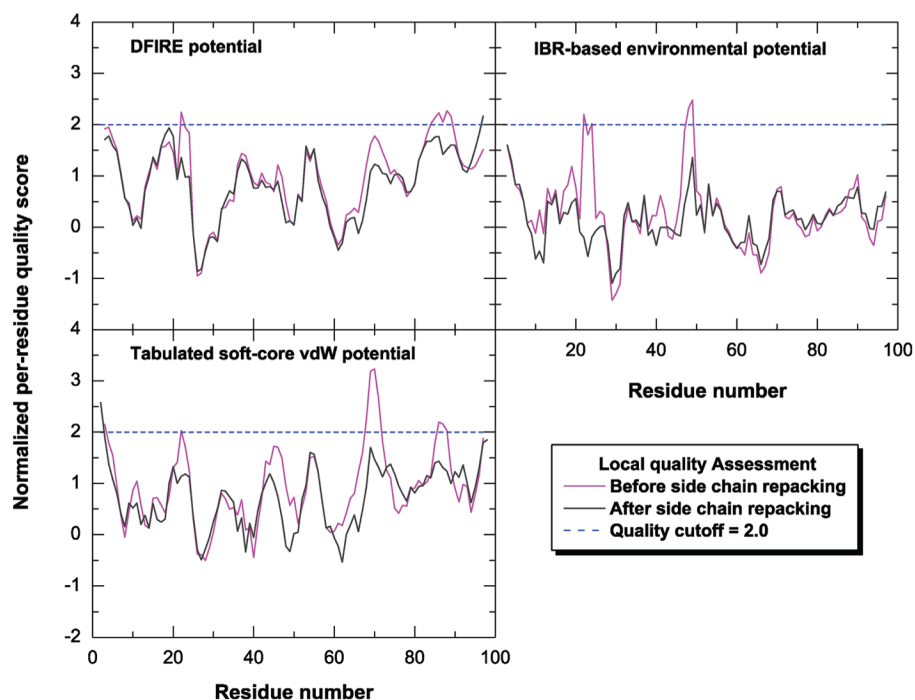 Normalized per-residue quality score
4
3
2
1
0
-1
DFIRE potential
IBR-based environmental potential
20
40
60
80
100
Residue number
4
3
2
1
0
-1
-2
Tabulated soft-core vdW potential
0
20
40
60
80
100
Residue number
Local quality Assessment
Before side chain repacking
After side chain repacking
Quality cutoff = 2.0